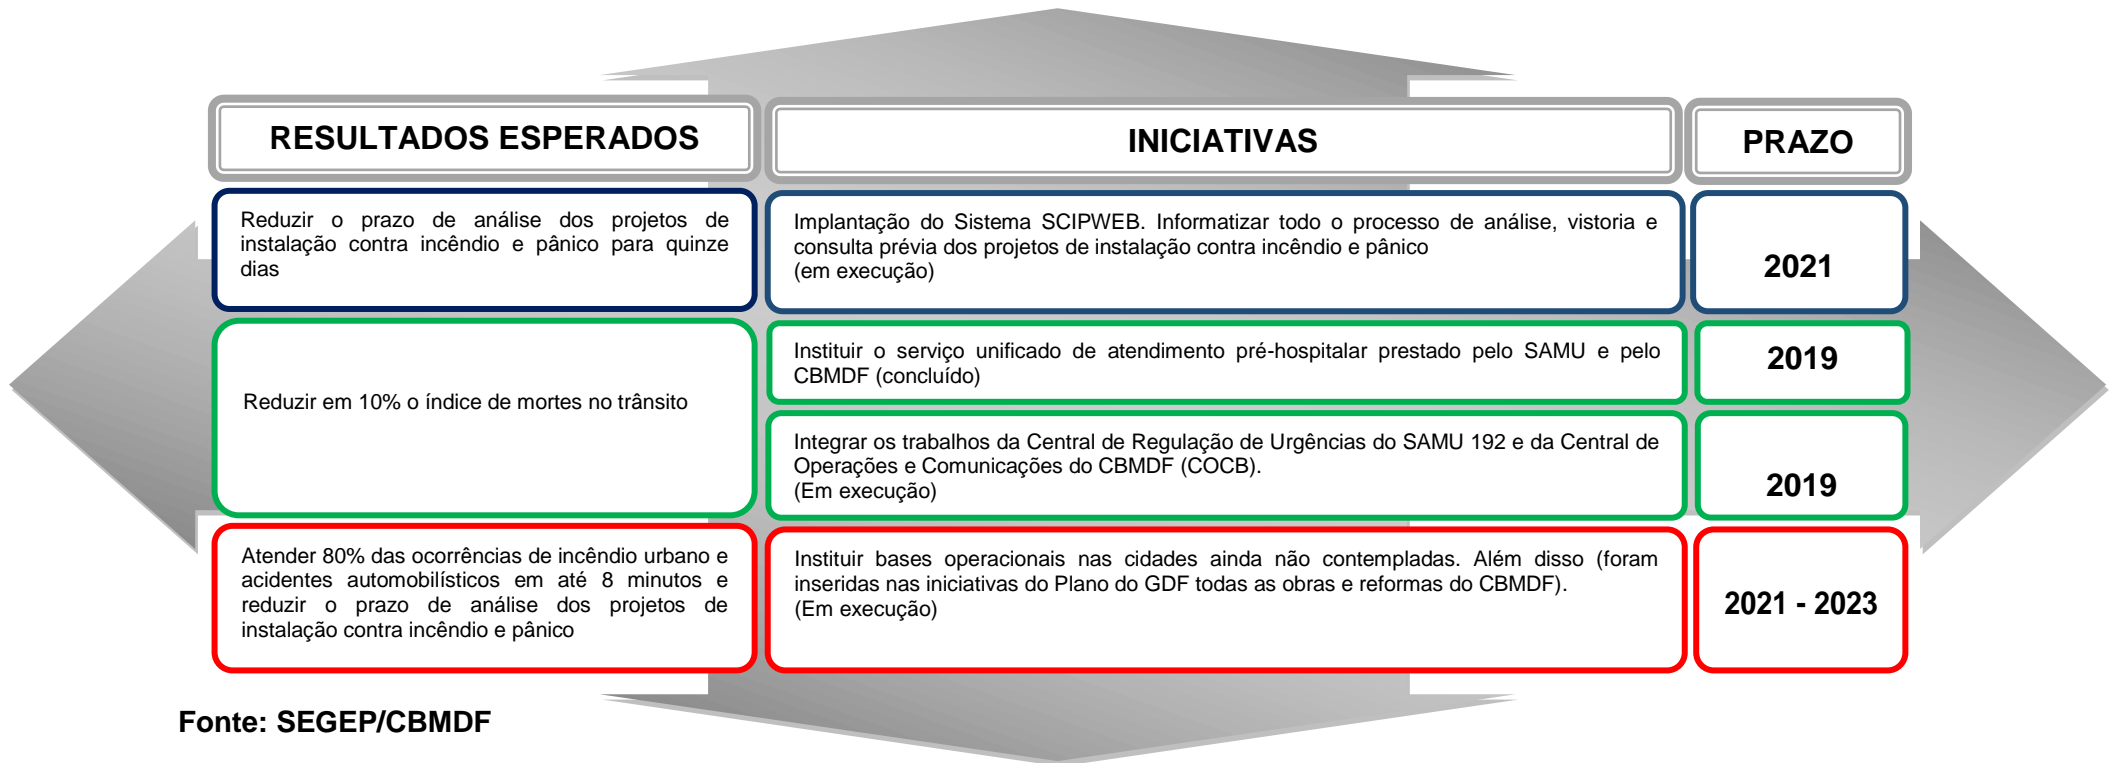 RESULTADOS ESPERADOS
INICIATIVAS
PRAZO
Reduzir o prazo de análise dos projetos de
instalação contra incêndio e pânico para quinze
dias
Implantação do Sistema SCIPWEB. Informatizar todo o processo de análise, vistoria e
consulta prévia dos projetos de instalação contra incêndio e pânico
(em execução)
2021
Reduzir em 10% o índice de mortes no trânsito
Instituir o serviço unificado de atendimento pré-hospitalar prestado pelo SAMU e pelo
CBMDF (concluído)
2019
Integrar os trabalhos da Central de Regulação de Urgências do SAMU 192 e da Central de
Operações e Comunicações do CBMDF (COCB).
(Em execução)
2019
Atender 80% das ocorrências de incêndio urbano e
acidentes automobilísticos em até 8 minutos e
reduzir o prazo de análise dos projetos de
instalação contra incêndio e pânico
Instituir bases operacionais nas cidades ainda não contempladas. Além disso (foram
inseridas nas iniciativas do Plano do GDF todas as obras e reformas do CBMDF).
(Em execução)
2021 - 2023
Fonte: SEGEP/CBMDF